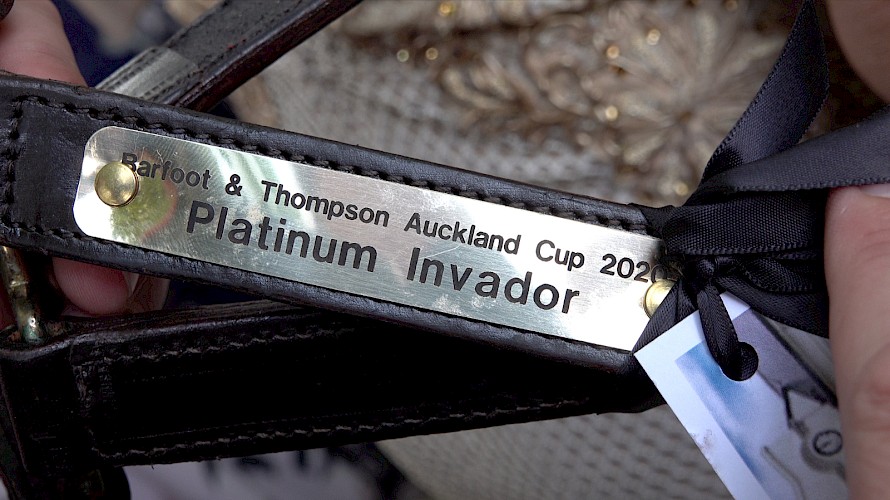 Barfoot & Thompson Auckland Cup 2020
Platinum Invador